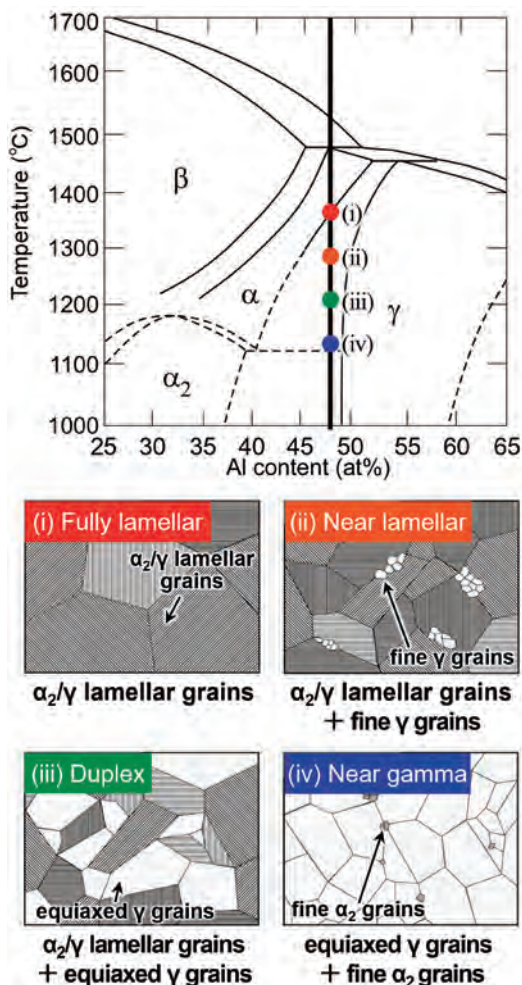 1700
1600
1500
1400
1300
1200
1100
1000
Temperature (°C)
β
α
α₂
γ
(i)
(ii)
(iii)
(iv)
25 35 35 40 45 50 55 60 65
Al content (at%)
(i) Fully lamellar
α₂/γ lamellar
grains
α₂/γ lamellar grains
(ii) Near lamellar
fine γ grains
α₂/γ lamellar grains
+ fine γ grains
(iii) Duplex
equiaxed γ grains
α₂/γ lamellar grains
+ equiaxed γ grains
(iv) Near gamma
fine α₂ grains
equiaxed γ grains
+ fine α₂ grains